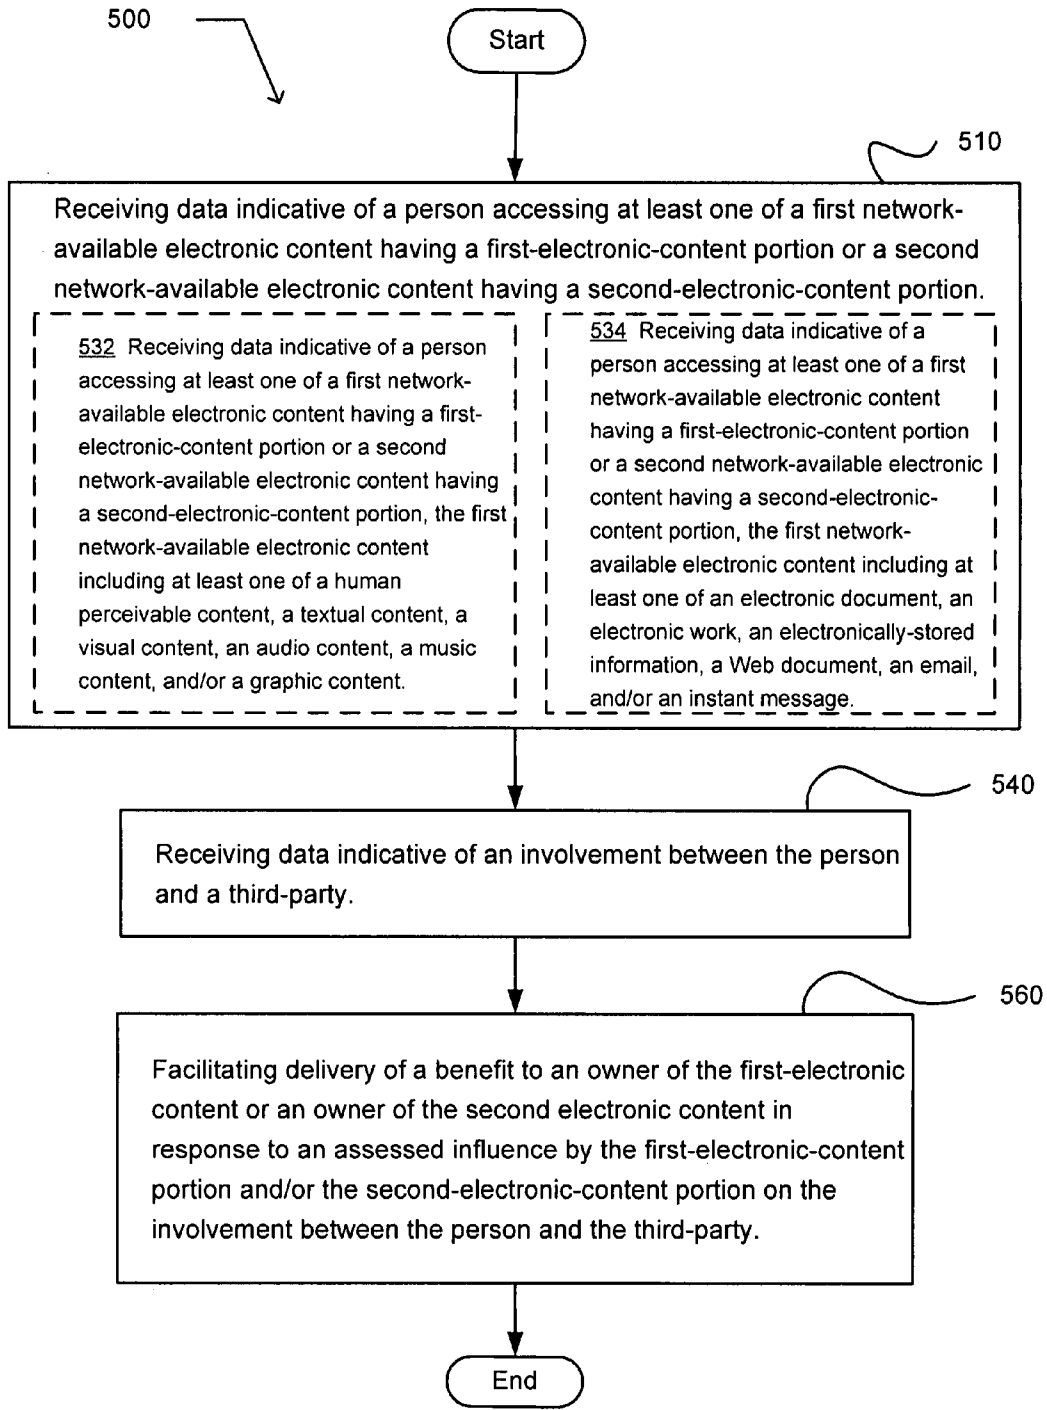 500
Start
510
Receiving data indicative of a person accessing at least one of a first network-
available electronic content having a first-electronic-content portion or a second
network-available electronic content having a second-electronic-content portion.
532 Receiving data indicative of a person
accessing at least one of a first network-
available electronic content having a first-
electronic-content portion or a second
network-available electronic content having
a second-electronic-content portion, the first
network-available electronic content
including at least one of a human
perceivable content, a textual content, a
visual content, an audio content, a music
content, and/or a graphic content.
534 Receiving data indicative of a
person accessing at least one of a first
network-available electronic content
having a first-electronic-content portion
or a second network-available electronic
content having a second-electronic-
content portion, the first network-
available electronic content including at
least one of an electronic document, an
electronic work, an electronically-stored
information, a Web document, an email,
and/or an instant message.
540
Receiving data indicative of an involvement between the person
and a third-party.
560
Facilitating delivery of a benefit to an owner of the first-electronic
content or an owner of the second electronic content in
response to an assessed influence by the first-electronic-content
portion and/or the second-electronic-content portion on the
involvement between the person and the third-party.
End